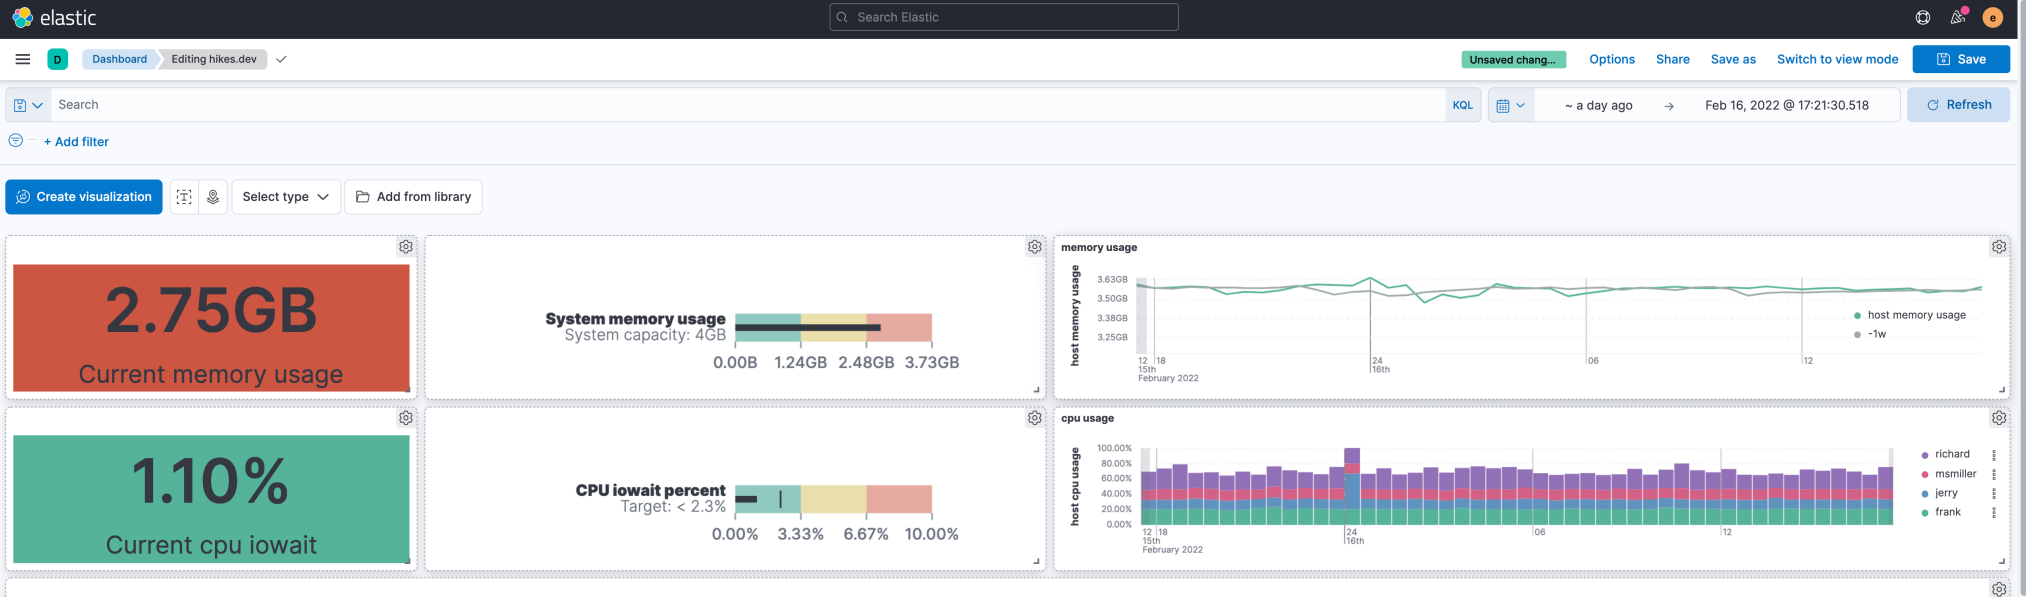 elastic
Search Elastic
e
D
Dashboard
Editing hikes.dev
Unsaved chang...
Options
Share
Save as
Switch to view mode
Save
Search
KQL
~ a day ago
→
Feb 16, 2022 @ 17:21:30.518
Refresh
+ Add filter
Create visualization
Select type
Add from library
2.75GB
Current memory usage
System memory usage
System capacity: 4GB
0.00B 1.24GB 2.48GB 3.73GB
memory usage
host memory usage
3.63GB
3.50GB
3.38GB
3.25GB
12 18 24 06 12
15th 16th
February 2022
host memory usage
-1w
1.10%
Current cpu iowait
CPU iowait percent
Target: < 2.3%
0.00% 3.33% 6.67% 10.00%
cpu usage
host cpu usage
100.00%
80.00%
60.00%
40.00%
20.00%
0.00%
12 18 24 06 12
15th 16th
February 2022
richard
msmiller
jerry
frank